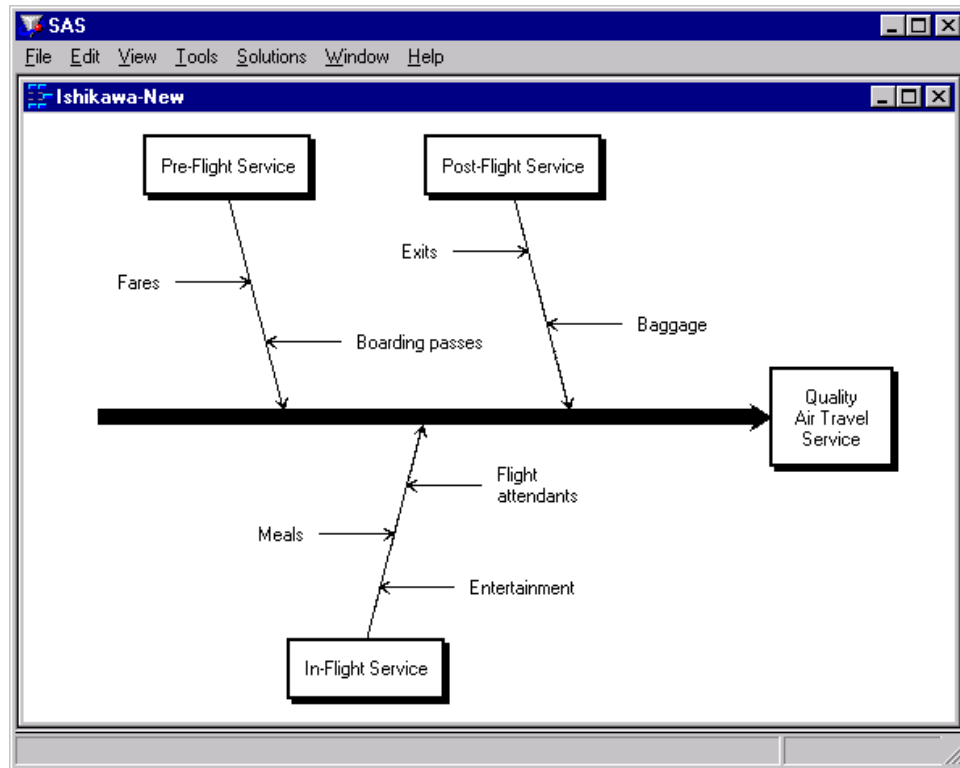 SAS
File Edit View Tools Solutions Window Help
Ishikawa-New
Pre-Flight Service
Post-Flight Service
Exits
Fares
Baggage
Boarding passes
Quality
Air Travel
Service
Flight
attendants
Meals
Entertainment
In-Flight Service